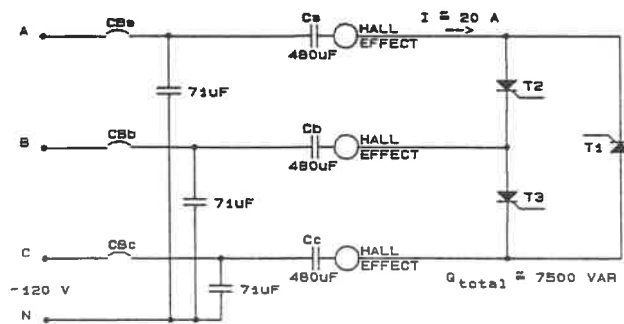 A
CBa
Ca
HALL
EFFECT
480uF
I ≅ 20 A
-->
71uF
T2
B
CBb
Cb
HALL
EFFECT
480uF
T1
71uF
T3
C
CBc
Cc
HALL
EFFECT
480uF
~120 V
71uF
Qtotal ≅ 7500 VAR
N